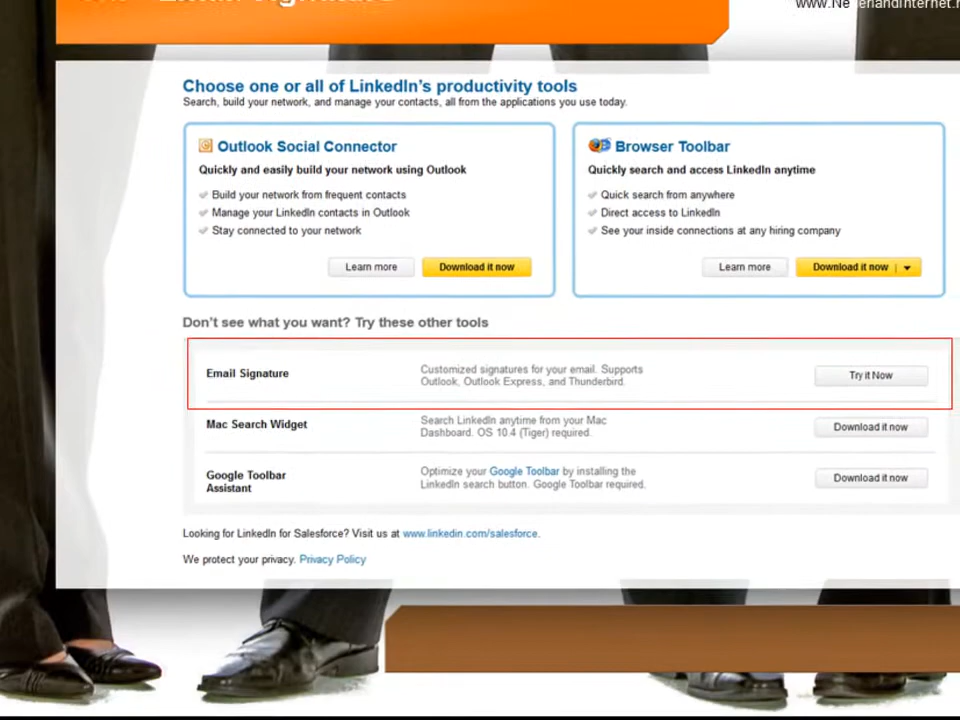 Choose one or all of LinkedIn's productivity tools
Search, build your network, and manage your contacts, all from the applications you use today.
Outlook Social Connector
Quickly and easily build your network using Outlook
Build your network from frequent contacts
Manage your LinkedIn contacts in Outlook
Stay connected to your network
Learn more
Download it now
Browser Toolbar
Quickly search and access LinkedIn anytime
Quick search from anywhere
Direct access to LinkedIn
See your inside connections at any hiring company
Learn more
Download it now
Don't see what you want? Try these other tools
Email Signature
Customized signatures for your email. Supports
Outlook, Outlook Express, and Thunderbird.
Try it Now
Mac Search Widget
Search LinkedIn anytime from your Mac
Dashboard. OS 10.4 (Tiger) required.
Download it now
Google Toolbar
Assistant
Optimize your Google Toolbar by installing the
LinkedIn search button. Google Toolbar required.
Download it now
Looking for LinkedIn for Salesforce? Visit us at www.linkedin.com/salesforce.
We protect your privacy. Privacy Policy